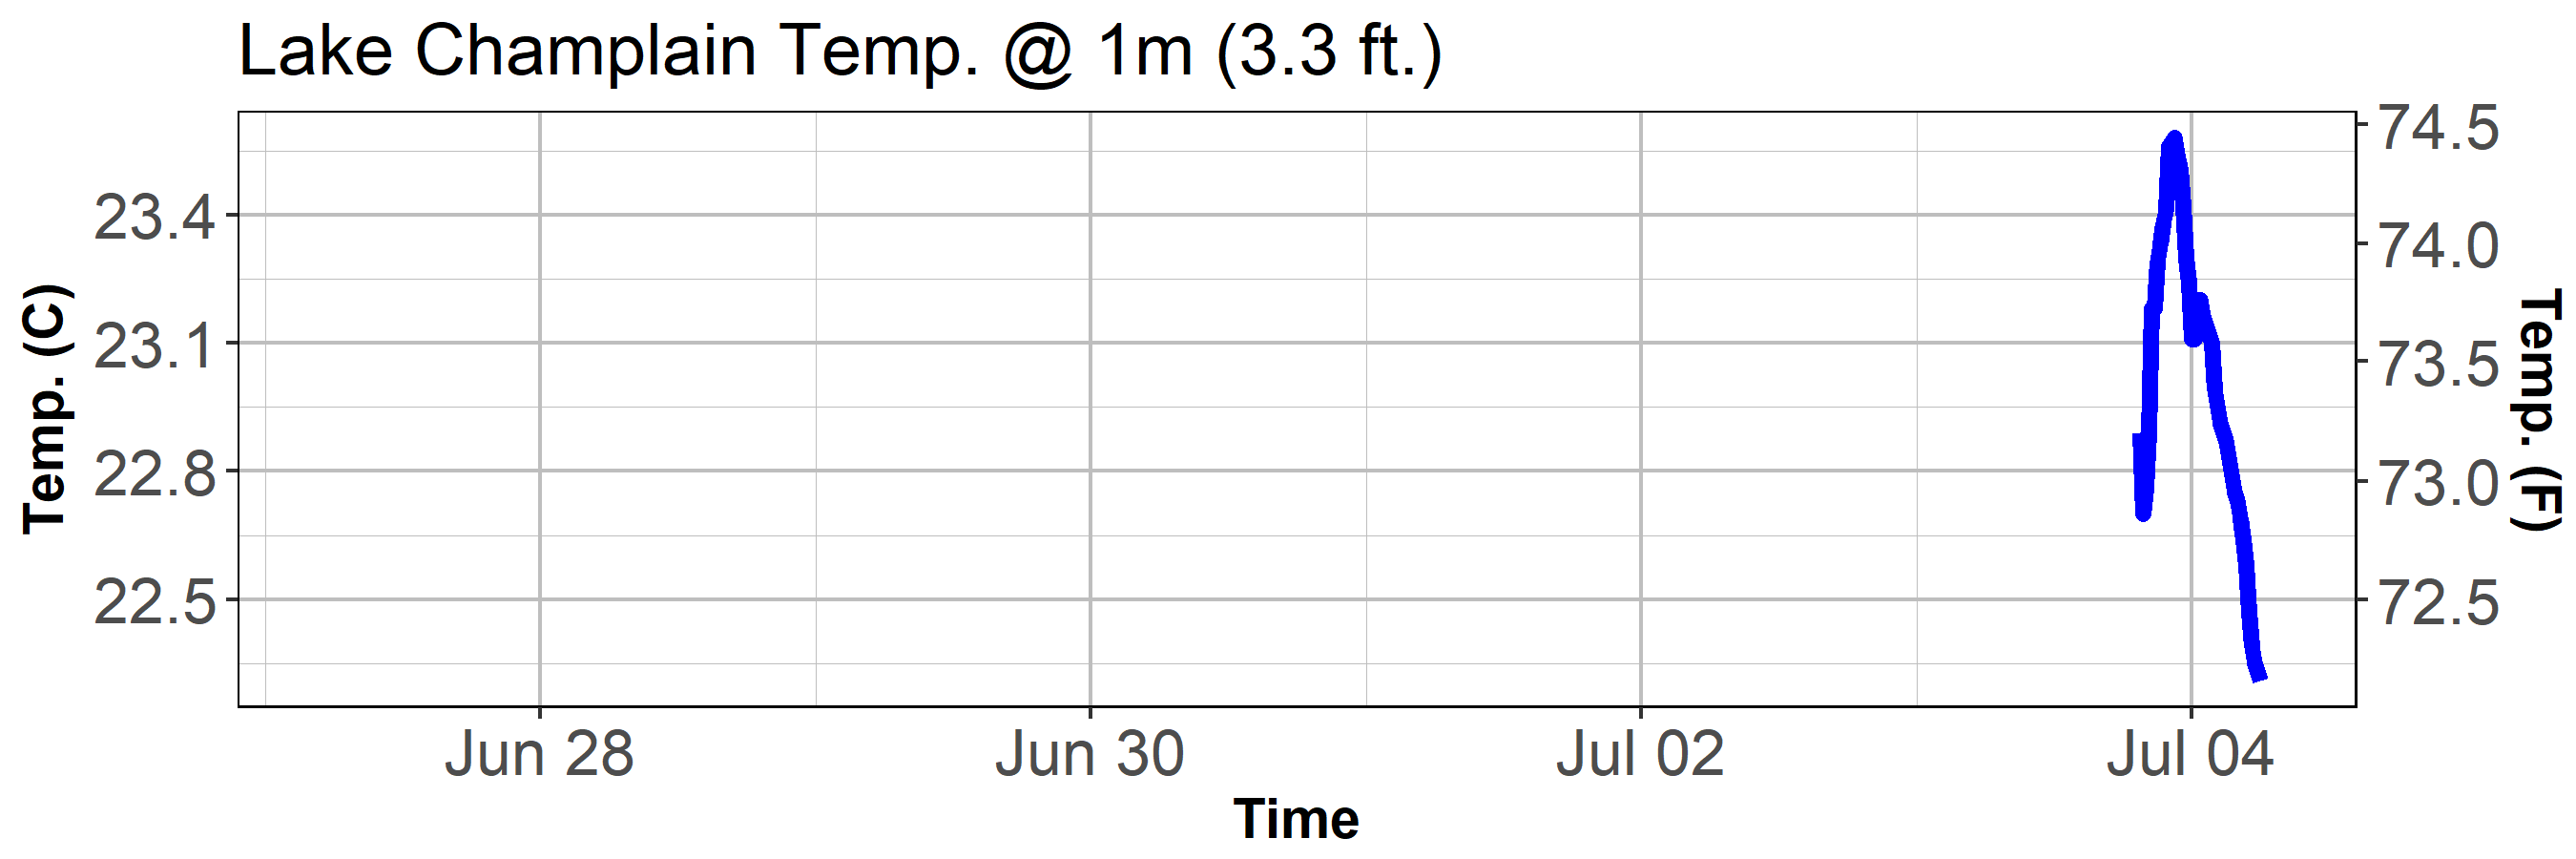 Lake Champlain Temp. @ 1m (3.3 ft.)
Temp. (C)
23.4
23.1
22.8
22.5
74.5
74.0
73.5
73.0
72.5
Temp. (F)
Jun 28 Jun 30 Jul 02 Jul 04
Time